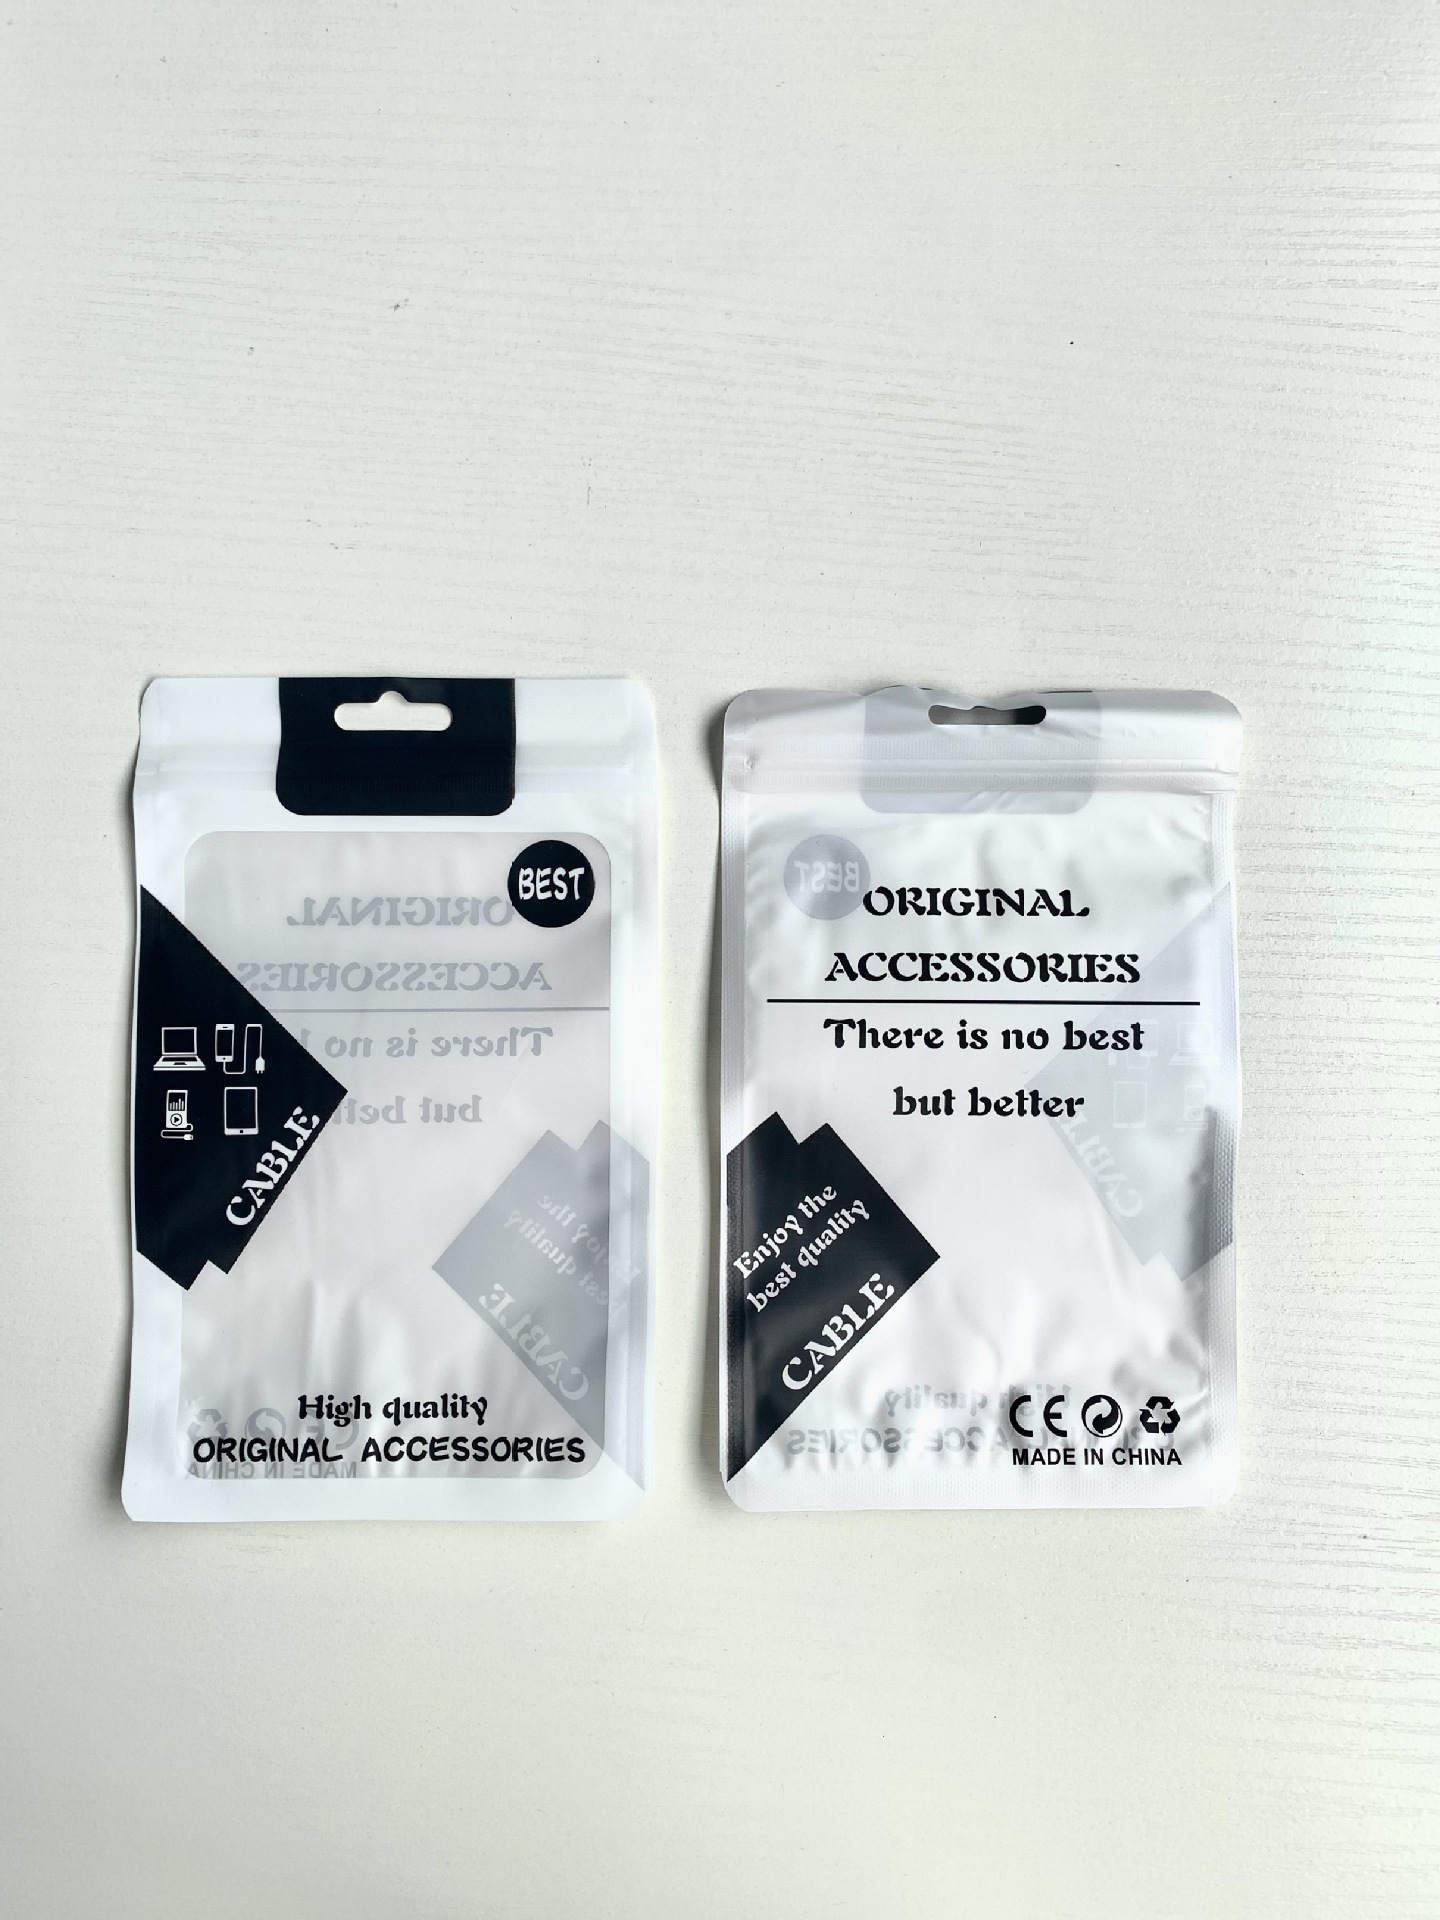 BEST
CABLE
High quality
ORIGINAL ACCESSORIES
ORIGINAL
ACCESSORIES
There is no best
but better
Enjoy the
best quality
CABLE
CE
MADE IN CHINA